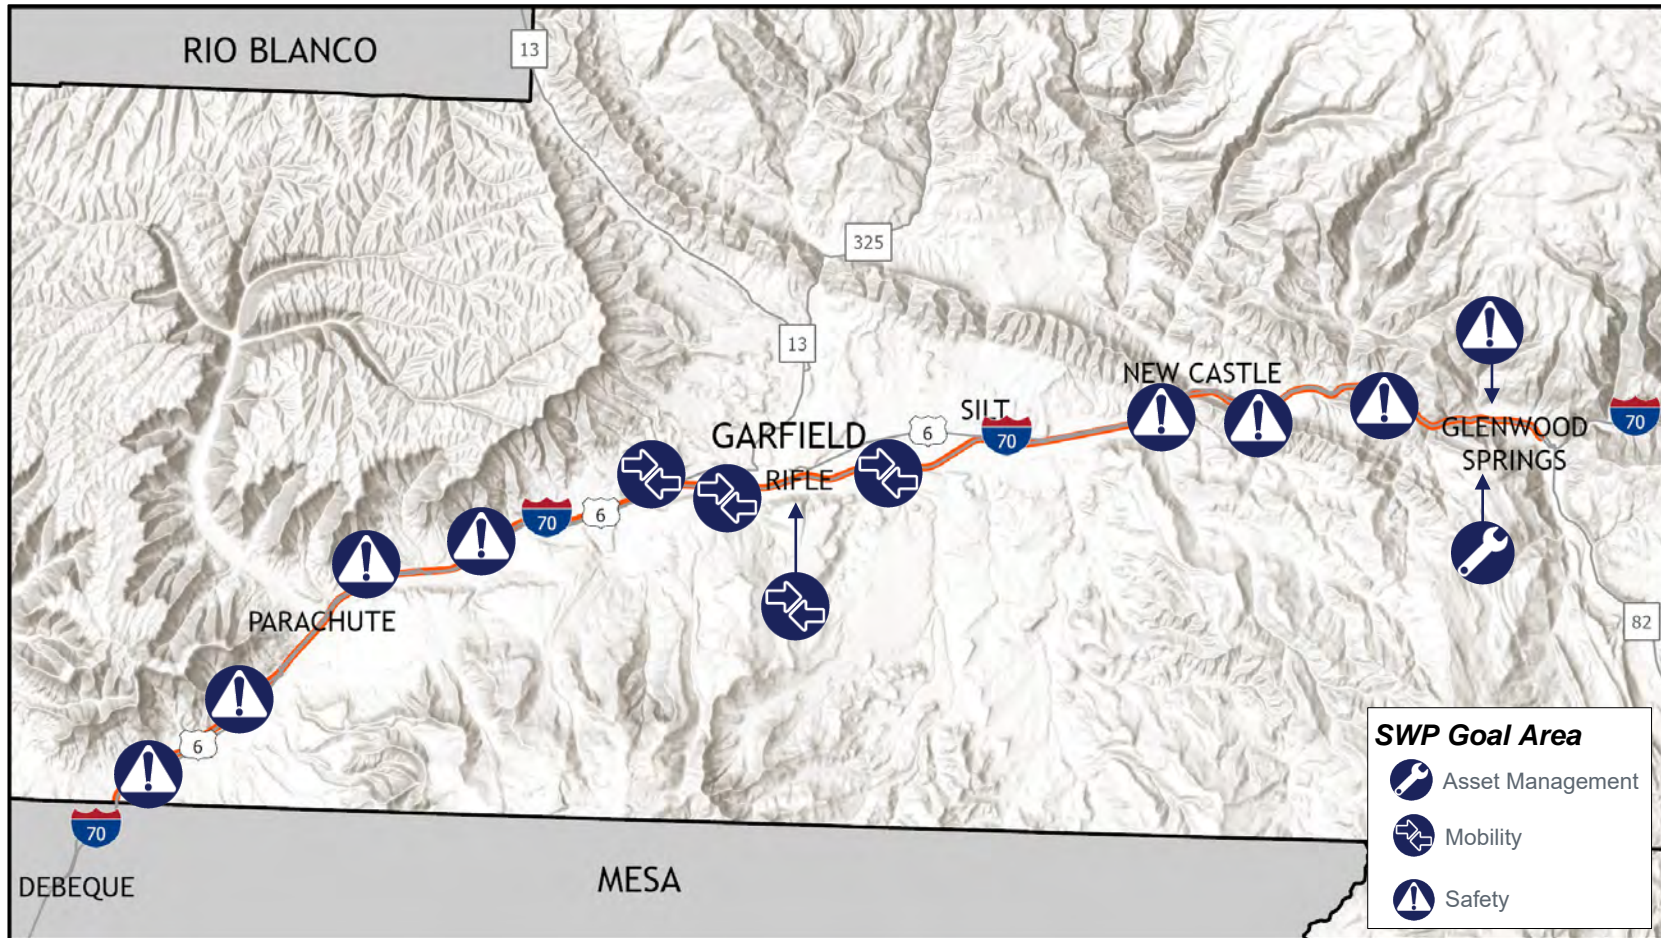 RIO BLANCO
13
325
13
NEW CASTLE
SILT
70
GARFIELD
6
70
GLENWOOD
SPRINGS
RIFLE
70
6
PARACHUTE
82
6
70
DEBEQUE
MESA
SWP Goal Area
Asset Management
Mobility
Safety